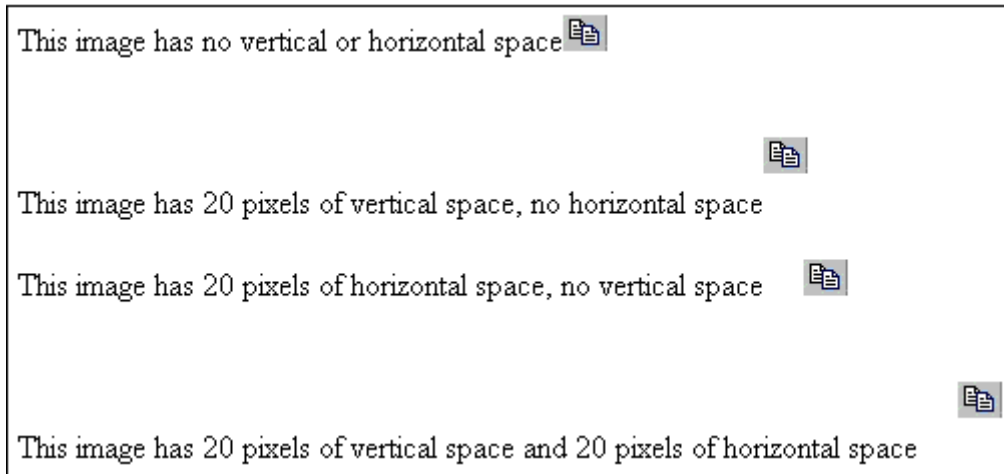 This image has no vertical or horizontal space
This image has 20 pixels of vertical space, no horizontal space
This image has 20 pixels of horizontal space, no vertical space
This image has 20 pixels of vertical space and 20 pixels of horizontal space